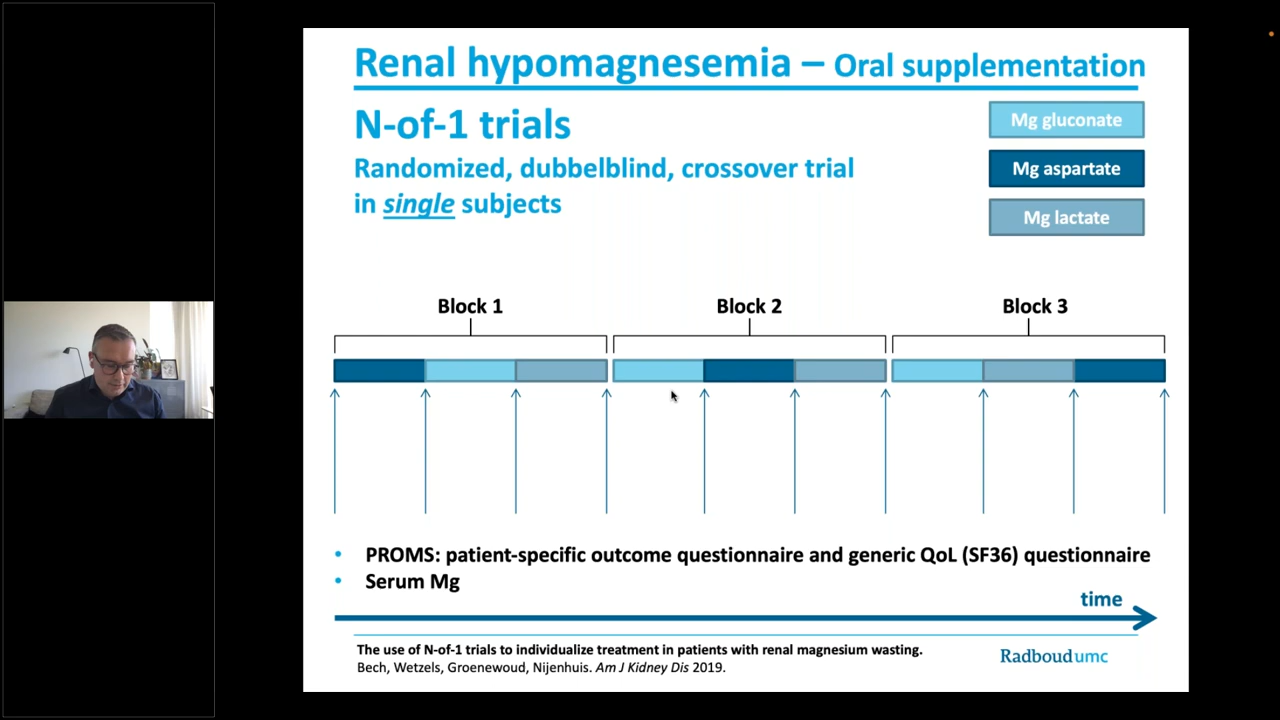 Renal hypomagnesemia – Oral supplementation
N-of-1 trials
Randomized, dubbelblind, crossover trial
in single subjects
Mg gluconate
Mg aspartate
Mg lactate
Block 1
Block 2
Block 3
• PROMS: patient-specific outcome questionnaire and generic QoL (SF36) questionnaire
• Serum Mg
time
The use of N-of-1 trials to individualize treatment in patients with renal magnesium wasting.
Bech, Wetzels, Groenewoud, Nijenhuis. Am J Kidney Dis 2019.
Radboudumc